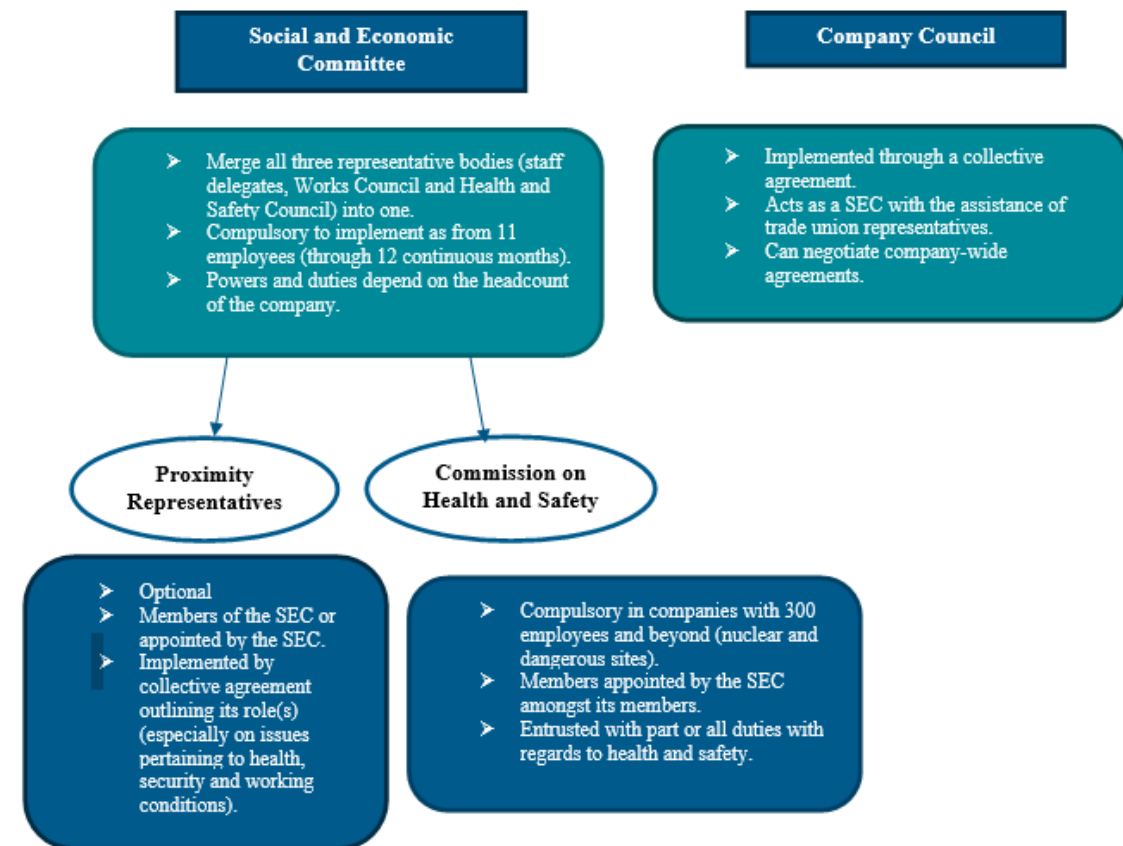 Social and Economic
Committee
Company Council
➤ Merge all three representative bodies (staff
delegates, Works Council and Health and
Safety Council) into one.
➤ Compulsory to implement as from 11
employees (through 12 continuous months).
➤ Powers and duties depend on the headcount
of the company.
➤ Implemented through a collective
agreement.
➤ Acts as a SEC with the assistance of
trade union representatives.
➤ Can negotiate company-wide
agreements.
Proximity
Representatives
Commission on
Health and Safety
➤ Optional
➤ Members of the SEC or
appointed by the SEC.
➤ Implemented by
collective agreement
outlining its role(s)
(especially on issues
pertaining to health,
security and working
conditions).
➤ Compulsory in companies with 300
employees and beyond (nuclear and
dangerous sites).
➤ Members appointed by the SEC
amongst its members.
➤ Entrusted with part or all duties with
regards to health and safety.